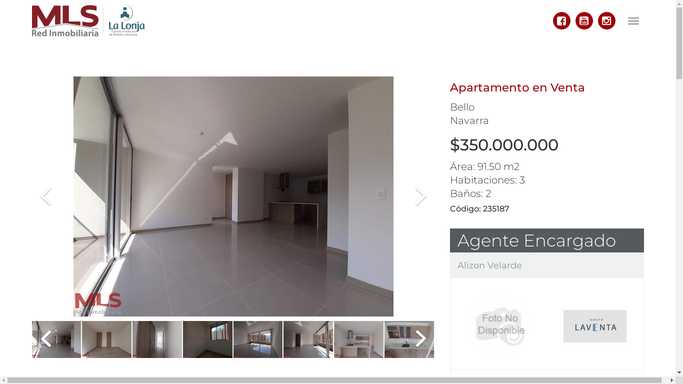 MLS
Red Inmobiliaria
La Lonja
Apartamento en Venta
Bello
Navarra
$350.000.000
Área: 91.50 m2
Habitaciones: 3
Baños: 2
Código: 235187
Agente Encargado
Alizon Velarde
MLS
Foto No
Disponible
LAVENTA